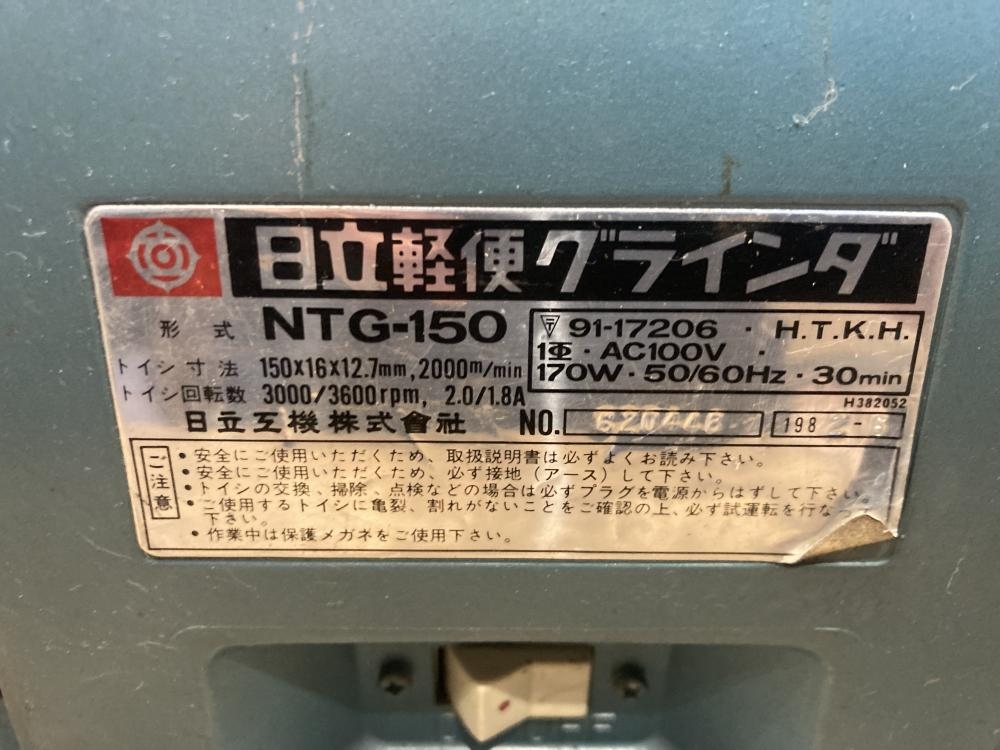 日立軽便グラインダ
形式 NTG-150
〒 91-17206 · H.T.K.H.
1Φ · AC100V ·
170W · 50/60Hz · 30min
トイシ寸法 150x16x12.7mm, 2000m/min
トイシ回転数 3000/3600rpm, 2.0/1.8A
H382052
日立工機株式會社 NO.
198
ご注意
・安全にご使用いただくため、取扱説明書は必ずよくお読み下さい。
・安全にご使用いただくため、必ず接地(アース)して下さい。
・トイシの交換、掃除、点検などの場合は必ずプラグを電源からはずして下さい。
・ご使用するトイシに亀裂、割れがないことをご確認の上、必ず試運転を行なっ
下さい。
・作業中は保護メガネをご使用下さい。